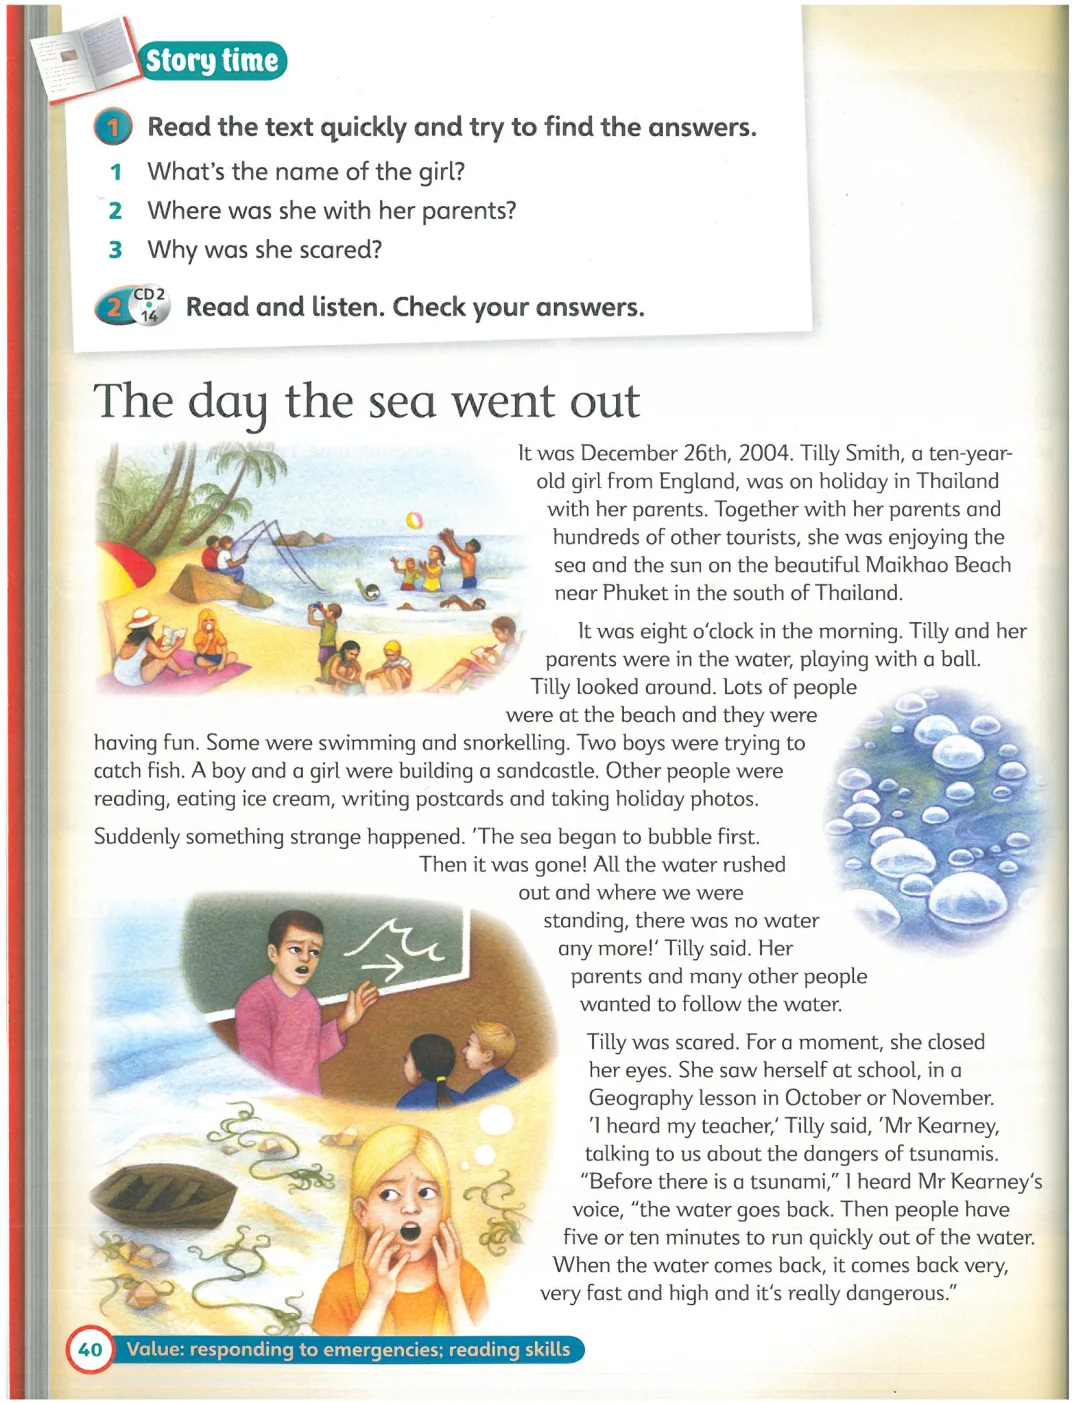 Story time
1 Read the text quickly and try to find the answers.
1 What's the name of the girl?
2 Where was she with her parents?
3 Why was she scared?
2 CD2 14 Read and listen. Check your answers.
The day the sea went out
It was December 26th, 2004. Tilly Smith, a ten-year-
old girl from England, was on holiday in Thailand
with her parents. Together with her parents and
hundreds of other tourists, she was enjoying the
sea and the sun on the beautiful Maikhao Beach
near Phuket in the south of Thailand.
It was eight o'clock in the morning. Tilly and her
parents were in the water, playing with a ball.
Tilly looked around. Lots of people
were at the beach and they were
having fun. Some were swimming and snorkelling. Two boys were trying to
catch fish. A boy and a girl were building a sandcastle. Other people were
reading, eating ice cream, writing postcards and taking holiday photos.
Suddenly something strange happened. 'The sea began to bubble first.
Then it was gone! All the water rushed
out and where we were
standing, there was no water
any more!' Tilly said. Her
parents and many other people
wanted to follow the water.
Tilly was scared. For a moment, she closed
her eyes. She saw herself at school, in a
Geography lesson in October or November.
'I heard my teacher,' Tilly said, 'Mr Kearney,
talking to us about the dangers of tsunamis.
"Before there is a tsunami," I heard Mr Kearney's
voice, "the water goes back. Then people have
five or ten minutes to run quickly out of the water.
When the water comes back, it comes back very,
very fast and high and it's really dangerous."
40 Value: responding to emergencies; reading skills